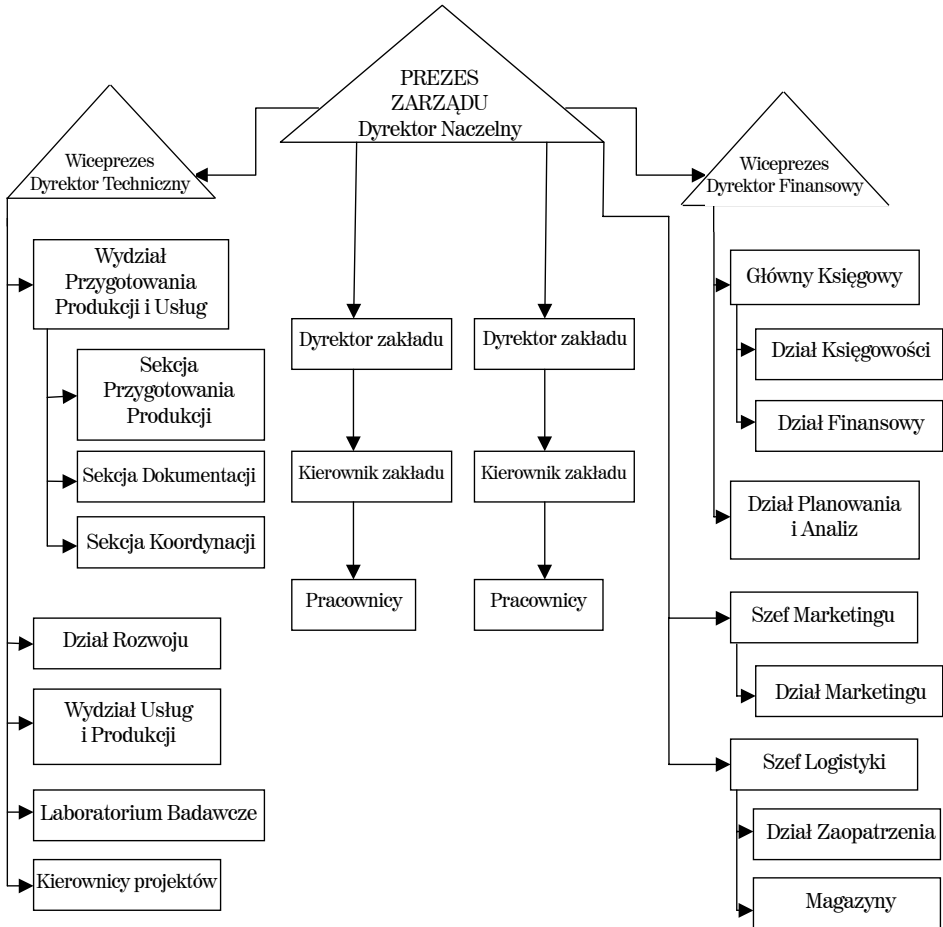 PREZES
ZARZĄDU
Dyrektor Naczelny
Wiceprezes
Dyrektor Techniczny
Wydział
Przygotowania
Produkcji i Usług
Sekcja
Przygotowania
Produkcji
Sekcja Dokumentacji
Sekcja Koordynacji
Dział Rozwoju
Wydział Usług
i Produkcji
Laboratorium Badawcze
Kierownicy projektów
Dyrektor zakładu
Kierownik zakładu
Pracownicy
Dyrektor zakładu
Kierownik zakładu
Pracownicy
Wiceprezes
Dyrektor Finansowy
Główny Księgowy
Dział Księgowości
Dział Finansowy
Dział Planowania
i Analiz
Szef Marketingu
Dział Marketingu
Szef Logistyki
Dział Zaopatrzenia
Magazyny